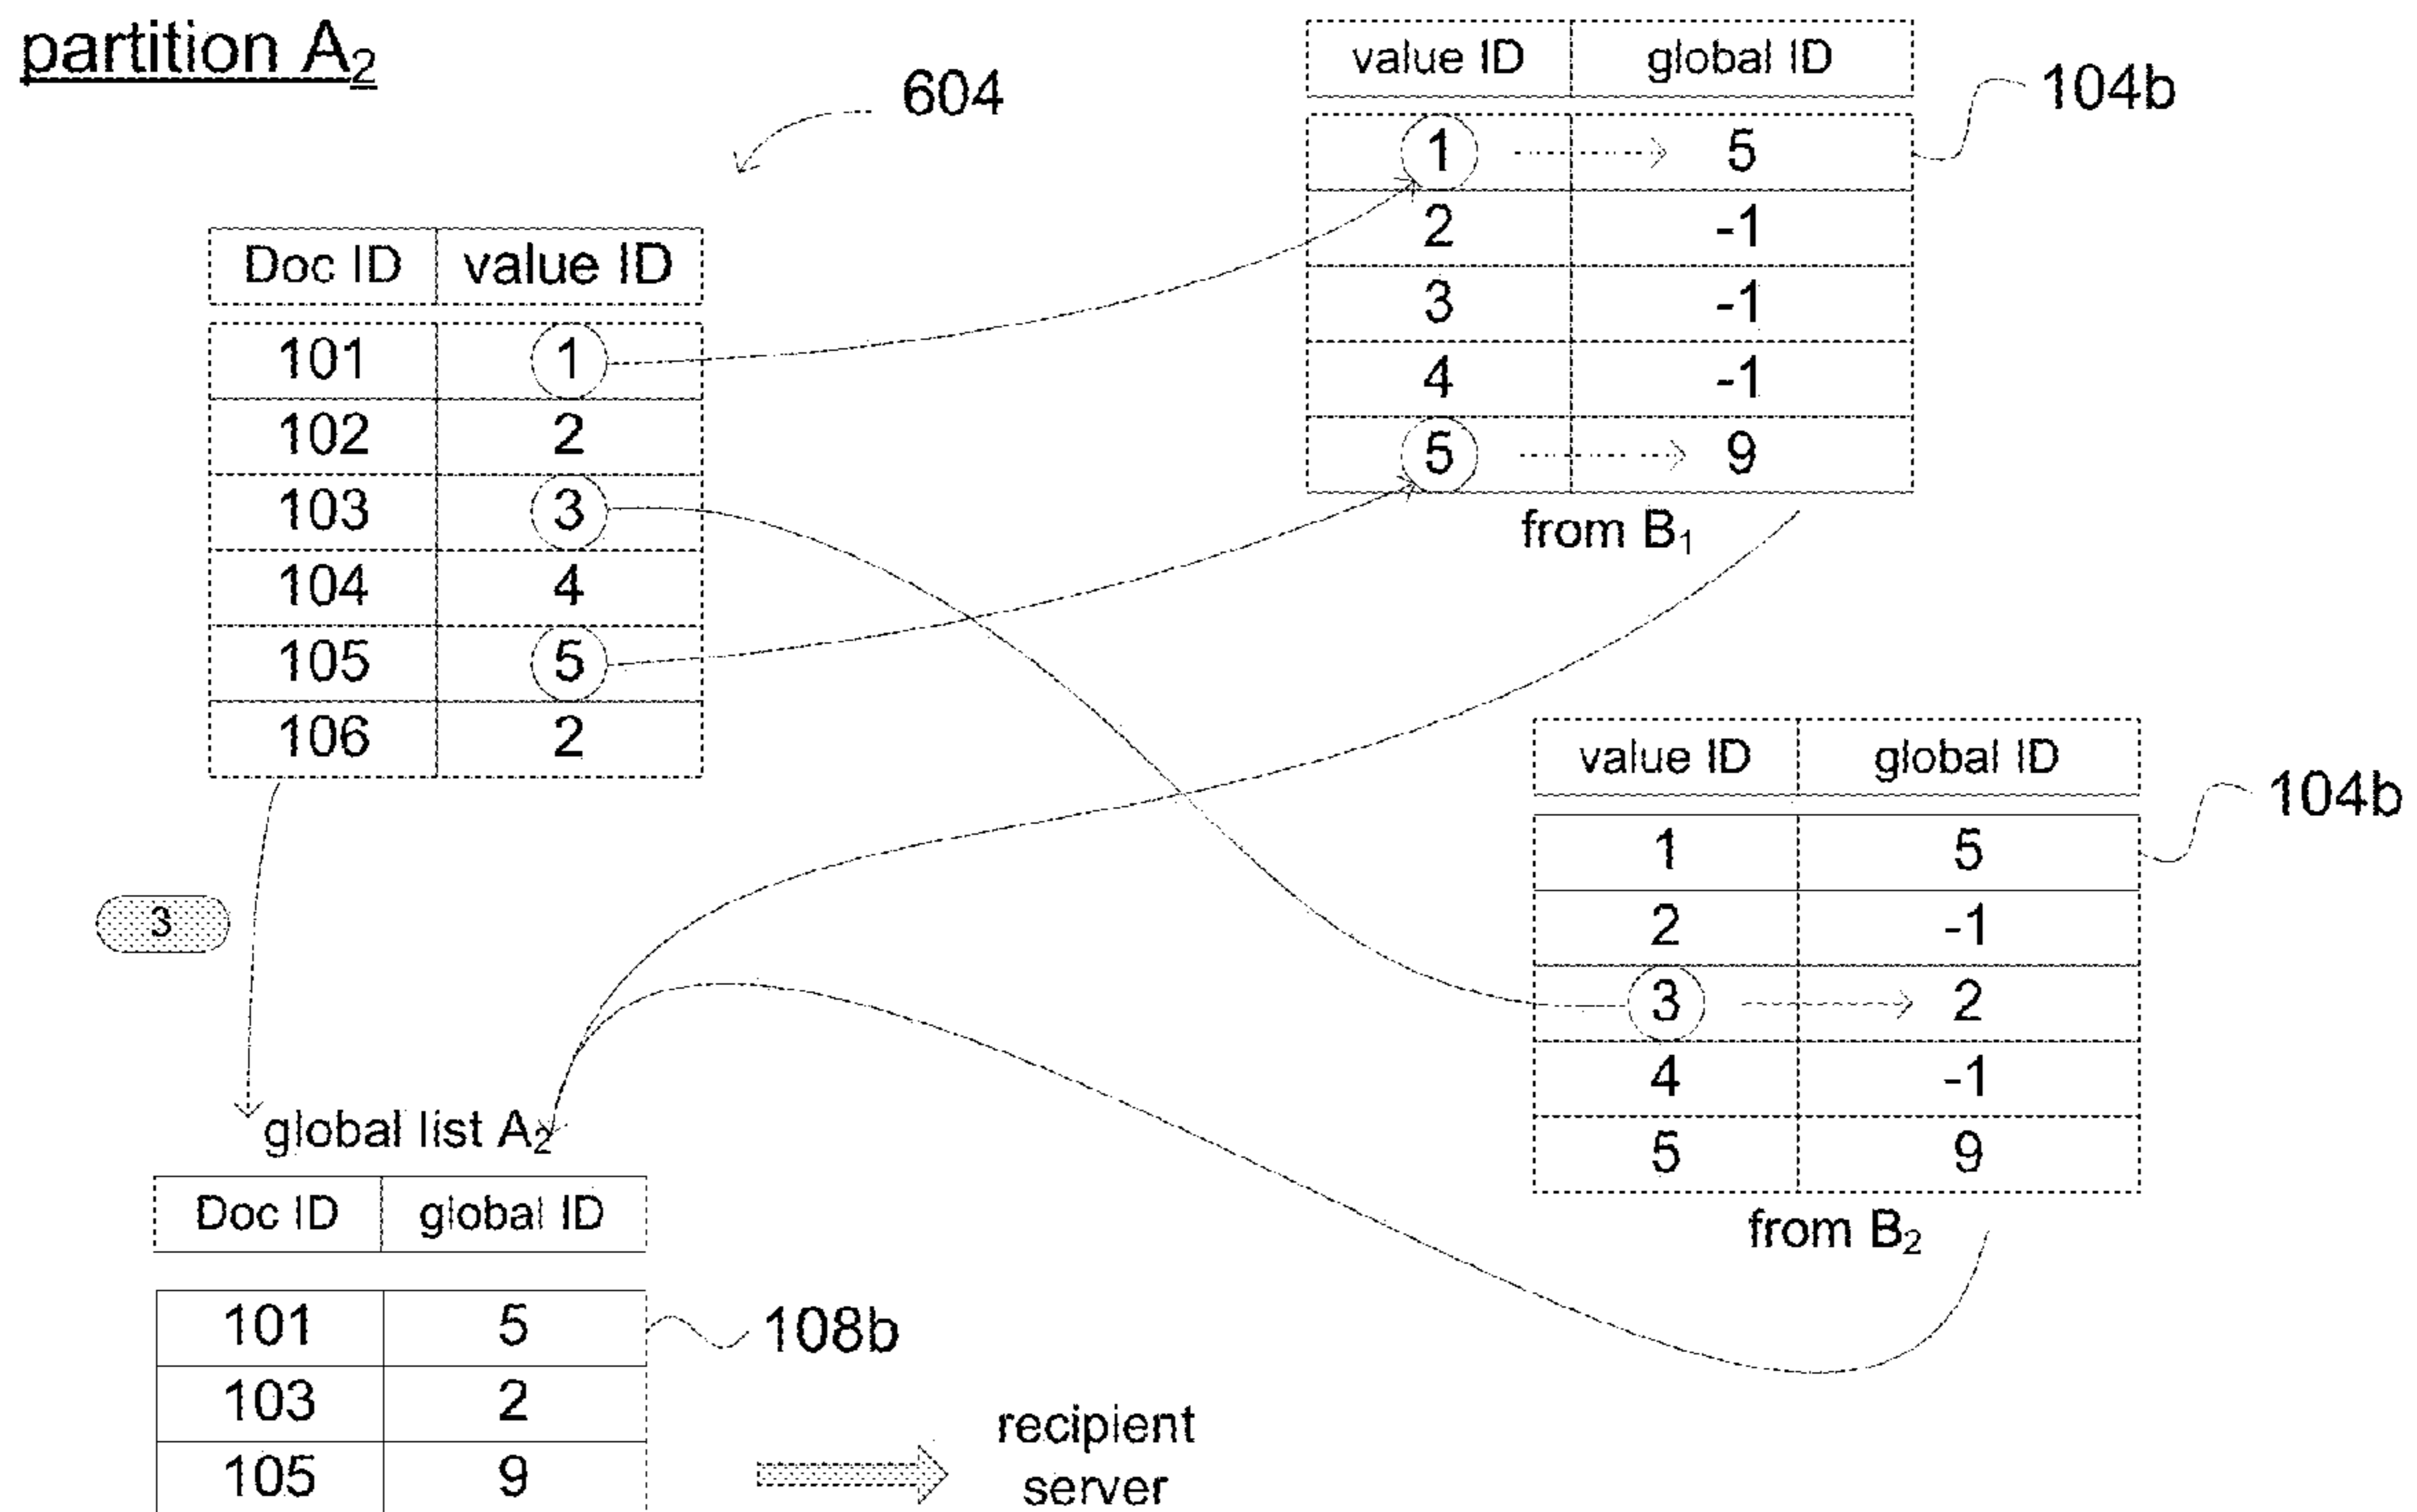 partition A₂
604
value ID global ID
104b
1 5
2 -1
3 -1
4 -1
5 9
from B₁
Doc ID value ID
101 1
102 2
103 3
104 4
105 5
106 2
value ID global ID
104b
1 5
2 -1
3 2
4 -1
5 9
from B₂
3
global list A₂
Doc ID global ID
101 5
103 2
105 9
108b
recipient
server